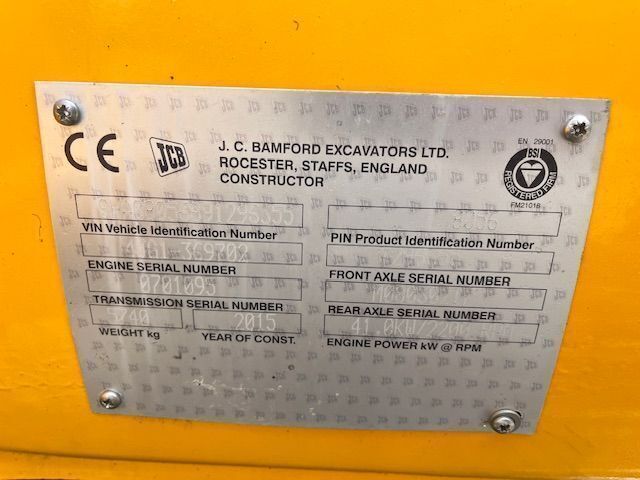 CE
JCB
J. C. BAMFORD EXCAVATORS LTD.
ROCESTER, STAFFS, ENGLAND
CONSTRUCTOR
EN 29001
BSI
REGISTERED FIRM
FM21018
VIN Vehicle Identification Number
PIN Product Identification Number
ENGINE SERIAL NUMBER
FRONT AXLE SERIAL NUMBER
0701095
TRANSMISSION SERIAL NUMBER
REAR AXLE SERIAL NUMBER
2015
WEIGHT kg
YEAR OF CONST.
ENGINE POWER kW @ RPM